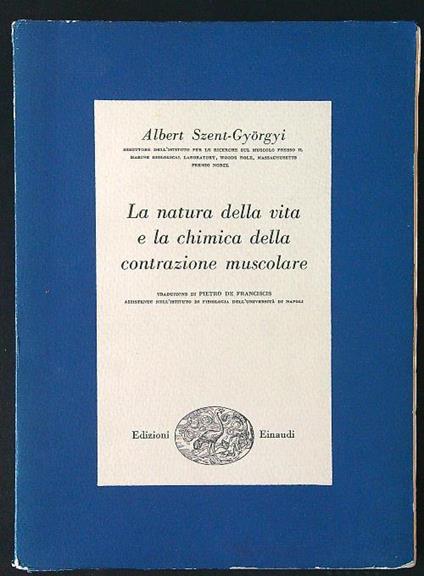 Albert Szent-Györgyi
DIRETTORE DELL'ISTITUTO PER LE RICERCHE SUL MUSCOLO PRESSO IL
MARINE BIOLOGICAL LABORATORY, WOODS HOLE, MASSACHUSETTS
PREMIO NOBEL
La natura della vita
e la chimica della
contrazione muscolare
TRADUZIONE DI PIETRO DE FRANCISCIS
ASSISTENTE NELL'ISTITUTO DI FISIOLOGIA DELL'UNIVERSITÀ DI NAPOLI
Edizioni Einaudi